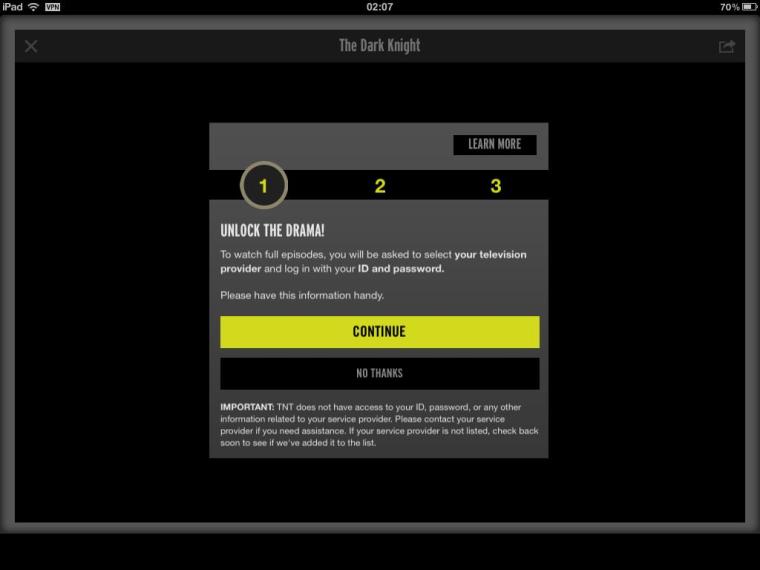 iPad VPN 02:07 70%
The Dark Knight
LEARN MORE
1 2 3
UNLOCK THE DRAMA!
To watch full episodes, you will be asked to select your television
provider and log in with your ID and password.
Please have this information handy.
CONTINUE
NO THANKS
IMPORTANT: TNT does not have access to your ID, password, or any other
information related to your service provider. Please contact your service
provider if you need assistance. If your service provider is not listed, check back
soon to see if we've added it to the list.